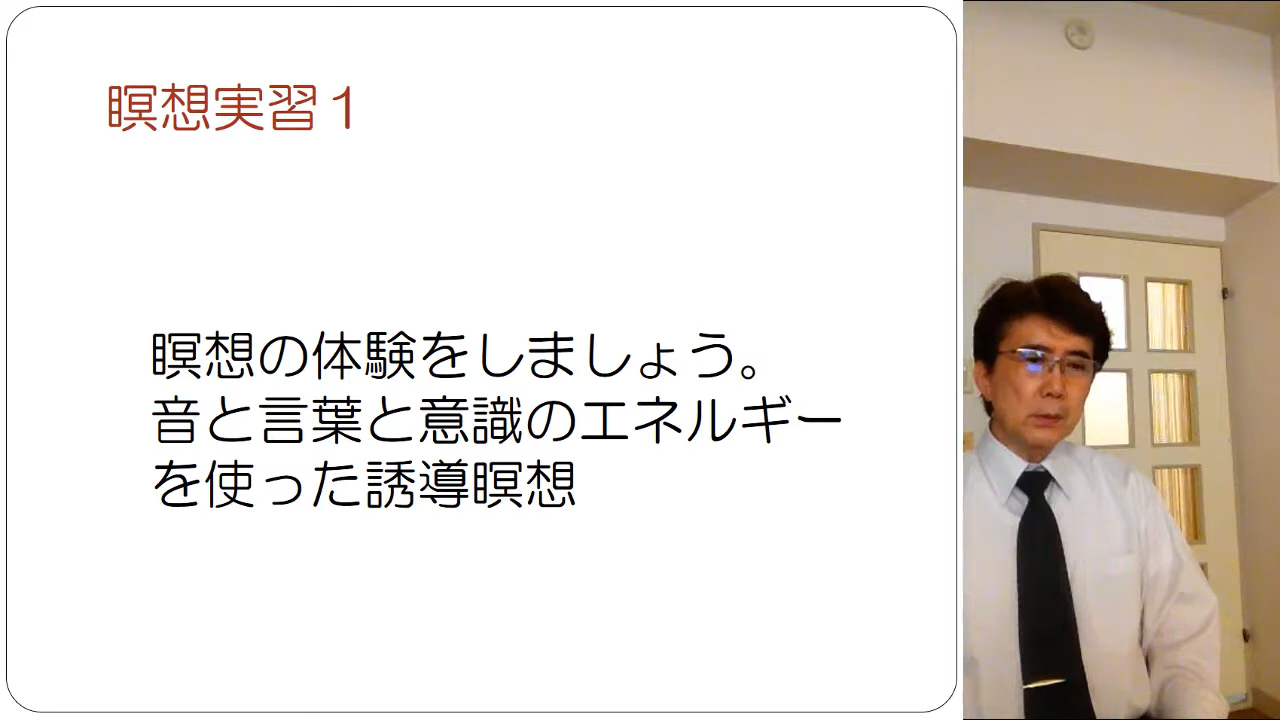 瞑想実習１
瞑想の体験をしましょう。
音と言葉と意識のエネルギー
を使った誘導瞑想